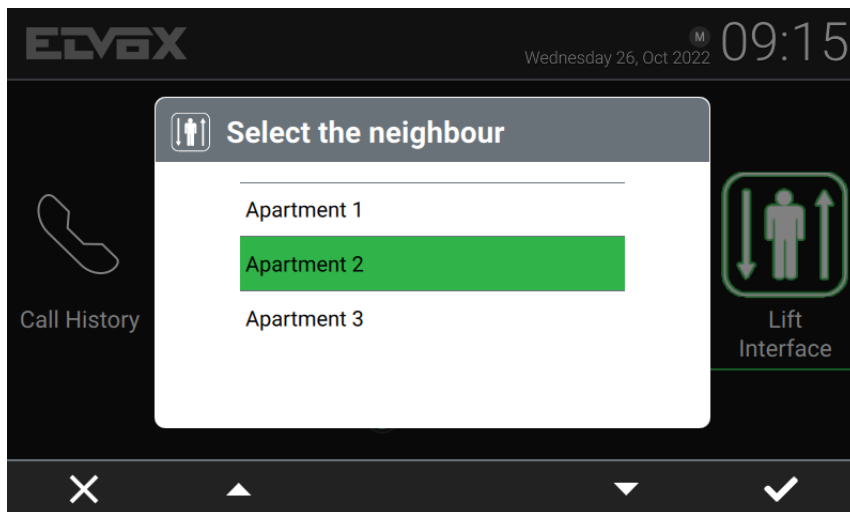 ELVOX
M
Wednesday 26, Oct 2022
09:15
Select the neighbour
Apartment 1
Apartment 2
Apartment 3
Call History
Lift
Interface